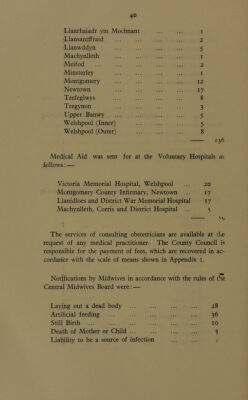 40
Llanrhaiadr ym Mochnant ... ... 1
Llansantffraid ... ... ... 2
Llanwddyn ... ... ... 5
Machynlleth ... ... ... 1
Meifod ... ... ... ... 2
Minsterley ... ... ... 1
Montgomery ... ... ... 12
Newtown ... ... ... 17
Trefeglwys ... ... ... 8
Tregynon ... ... ... 3
Upper Banwy ... ... ... 5
Welshpool (Inner) ... ... ... 5
Welshpool (Outer) ... ... ... 8
136
Medical Aid was sent for at the Voluntary Hospitals as
follows:—
Victoria Memorial Hospital, Welshpool ... 20
Montgomery County Infirmary, Newtown ... 17
Llanidloes and District War Memorial Hospital 17
Machynlleth, Corris and District Hospital ...
The services of consulting obstetricians are available at the
request of any medical practitioner. The County Council is
responsible for the payment of fees, which are recovered in ac-
cordance with the scale of means shown in Appendix 1.
Notifications by Midwives in accordance with the rules of the
Central Midwives Board were:—
Laying out a dead body ... ... ... ... 28
Artificial feeding ... ... ... ... 36
Still Birth ... ... ... ... ... 10
Death of Mother or Child ... ... ... ... 3
Liability to be a source of infection ... ...